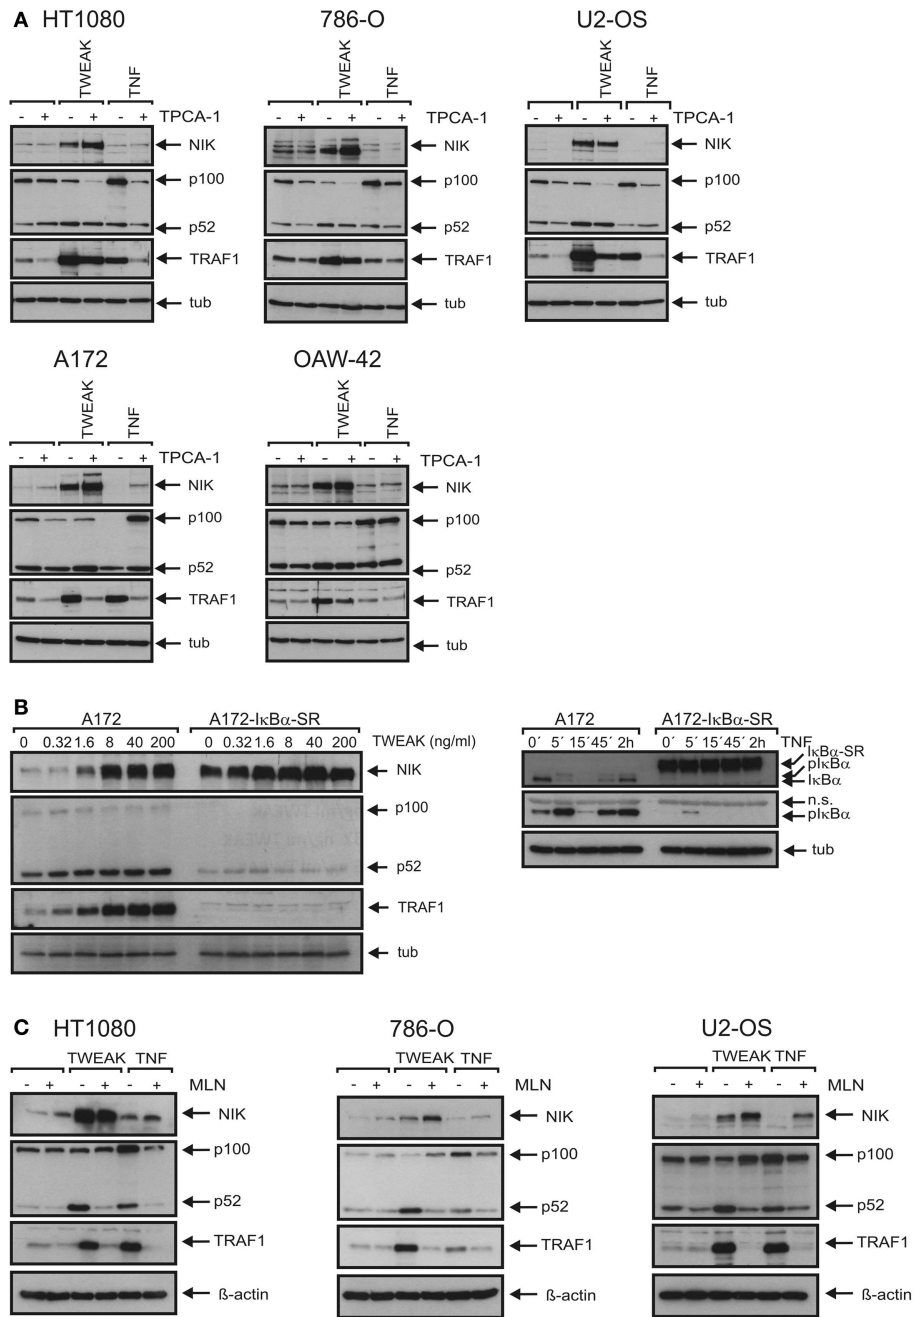 A HT1080 786-O U2-OS
TWEAK TNF TWEAK TNF TWEAK TNF
- + - + - + TPCA-1 - + - + - + TPCA-1 - + - + - + TPCA-1
NIK NIK NIK
p100 p100 p100
p52 p52 p52
TRAF1 TRAF1 TRAF1
tub tub tub
A172 OAW-42
TWEAK TNF TWEAK TNF
- + - + - + TPCA-1 - + - + - + TPCA-1
NIK NIK
p100 p100
p52 p52
TRAF1 TRAF1
tub tub
B
A172 A172-IκBα-SR
0 0.32 1.6 8 40 200 0 0.32 1.6 8 40 200 TWEAK (ng/ml)
NIK
p100
p52
TRAF1
tub
A172 A172-IκBα-SR
0´ 5´ 15´ 45´ 2h 0´ 5´ 15´ 45´ 2h TNF
IκBα-SR
pIκBα
IκBα
n.s.
pIκBα
tub
C HT1080 786-O U2-OS
TWEAK TNF TWEAK TNF TWEAK TNF
- + - + - + MLN - + - + - + MLN - + - + - + MLN
NIK NIK NIK
p100 p100 p100
p52 p52 p52
TRAF1 TRAF1 TRAF1
ß-actin ß-actin ß-actin